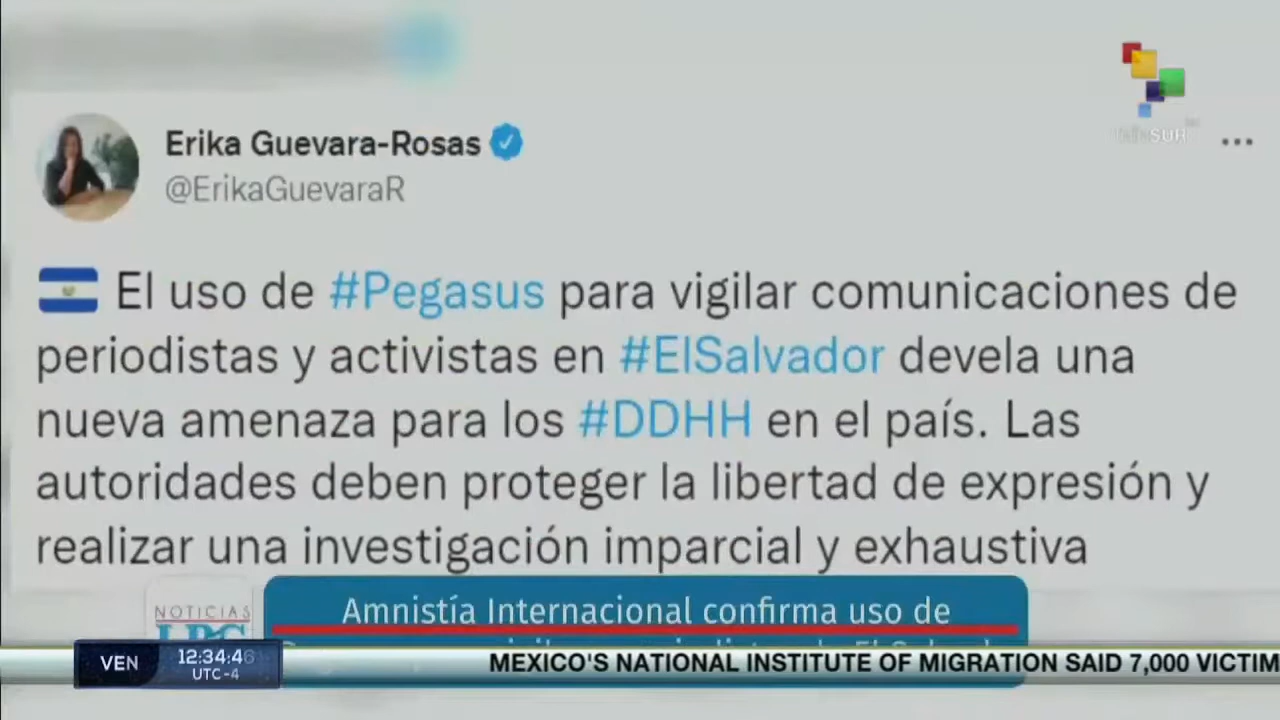 teleSUR
Erika Guevara-Rosas
@ErikaGuevaraR
El uso de #Pegasus para vigilar comunicaciones de
periodistas y activistas en #ElSalvador devela una
nueva amenaza para los #DDHH en el país. Las
autoridades deben proteger la libertad de expresión y
realizar una investigación imparcial y exhaustiva
NOTICIAS
LPG
Amnistía Internacional confirma uso de
VEN
12:34:46
UTC-4
MEXICO'S NATIONAL INSTITUTE OF MIGRATION SAID 7,000 VICTIM